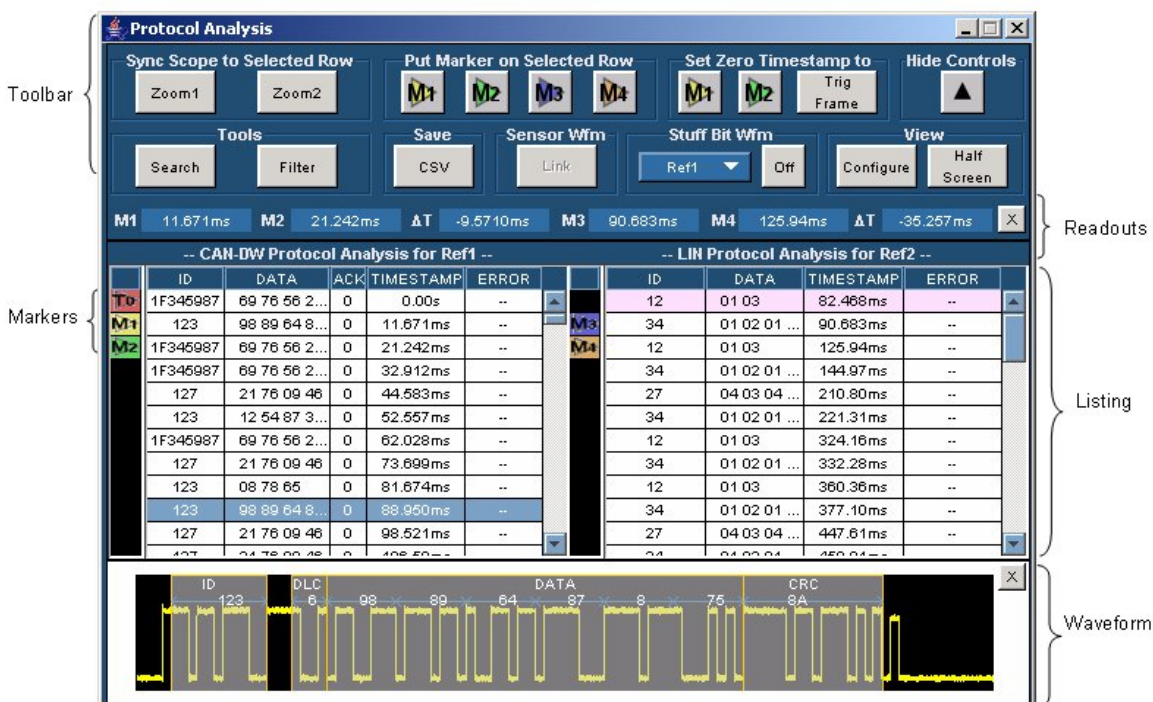 Protocol Analysis
Sync Scope to Selected Row
Put Marker on Selected Row
Set Zero Timestamp to
Hide Controls
Toolbar
Zoom1 Zoom2
M1 M2 M3 M4
M1 M2 Trig Frame
Tools
Save
Sensor Wfm
Stuff Bit Wfm
View
Search Filter
CSV
Link
Ref1 Off
Configure Half Screen
M1 11.671ms M2 21.242ms ΔT -9.5710ms M3 90.683ms M4 125.94ms ΔT -35.257ms X
Readouts
-- CAN-DW Protocol Analysis for Ref1 --
ID DATA ACK TIMESTAMP ERROR
Markers
T0 1F345987 69 76 56 2... 0 0.00s --
M1 123 98 89 64 8... 0 11.671ms --
M2 1F345987 69 76 56 2... 0 21.242ms --
1F345987 69 76 56 2... 0 32.912ms --
127 21 76 09 46 0 44.583ms --
123 12 54 87 3... 0 52.557ms --
1F345987 69 76 56 2... 0 62.028ms --
127 21 76 09 46 0 73.699ms --
123 08 78 65 0 81.674ms --
123 98 89 64 8... 0 88.950ms --
127 21 76 09 46 0 98.521ms --
-- LIN Protocol Analysis for Ref2 --
ID DATA TIMESTAMP ERROR
12 01 03 82.468ms --
M3 34 01 02 01 ... 90.683ms --
M4 12 01 03 125.94ms --
34 01 02 01 ... 144.97ms --
27 04 03 04 ... 210.80ms --
34 01 02 01 ... 221.31ms --
12 01 03 324.16ms --
34 01 02 01 ... 332.28ms --
12 01 03 360.36ms --
34 01 02 01 ... 377.10ms --
27 04 03 04 ... 447.61ms --
Listing
X
ID DLC DATA CRC
123 6 98 89 64 87 8 75 8A
Waveform